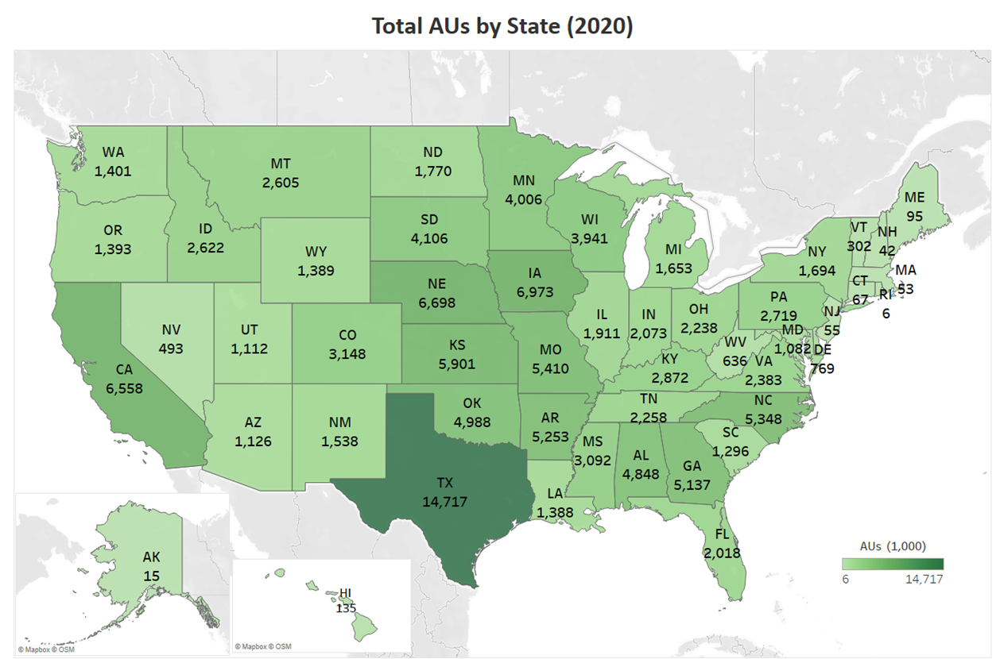 Total AUs by State (2020)
WA
1,401
MT
2,605
ND
1,770
MN
4,006
OR
1,393
ID
2,622
WY
1,389
SD
4,106
WI
3,941
MI
1,653
NY
1,694
VT
302
NH
42
ME
95
MA
53
CT
67
RI
6
NV
493
UT
1,112
CO
3,148
NE
6,698
IA
6,973
IL
1,911
IN
2,073
OH
2,238
PA
2,719
NJ
55
MD
1,082
DE
769
WV
636
VA
2,383
CA
6,558
KS
5,901
MO
5,410
KY
2,872
TN
2,258
NC
5,348
SC
1,296
AZ
1,126
NM
1,538
OK
4,988
AR
5,253
MS
3,092
AL
4,848
GA
5,137
TX
14,717
LA
1,388
FL
2,018
AK
15
HI
135
AUs (1,000)
6 14,717
© Mapbox © OSM
© Mapbox © OSM